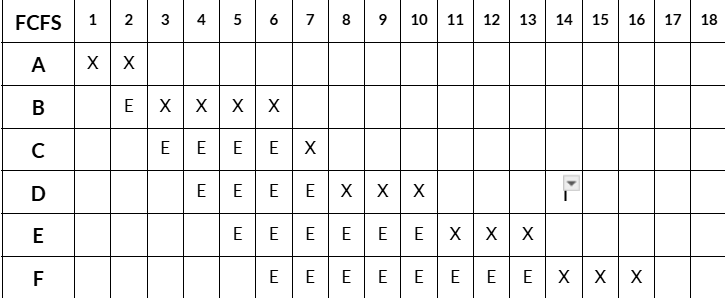 FCFS 1 2 3 4 5 6 7 8 9 10 11 12 13 14 15 16 17 18
A X X
B E X X X X
C E E E E X
D E E E E X X X
E E E E E E E X X X
F E E E E E E E E X X X